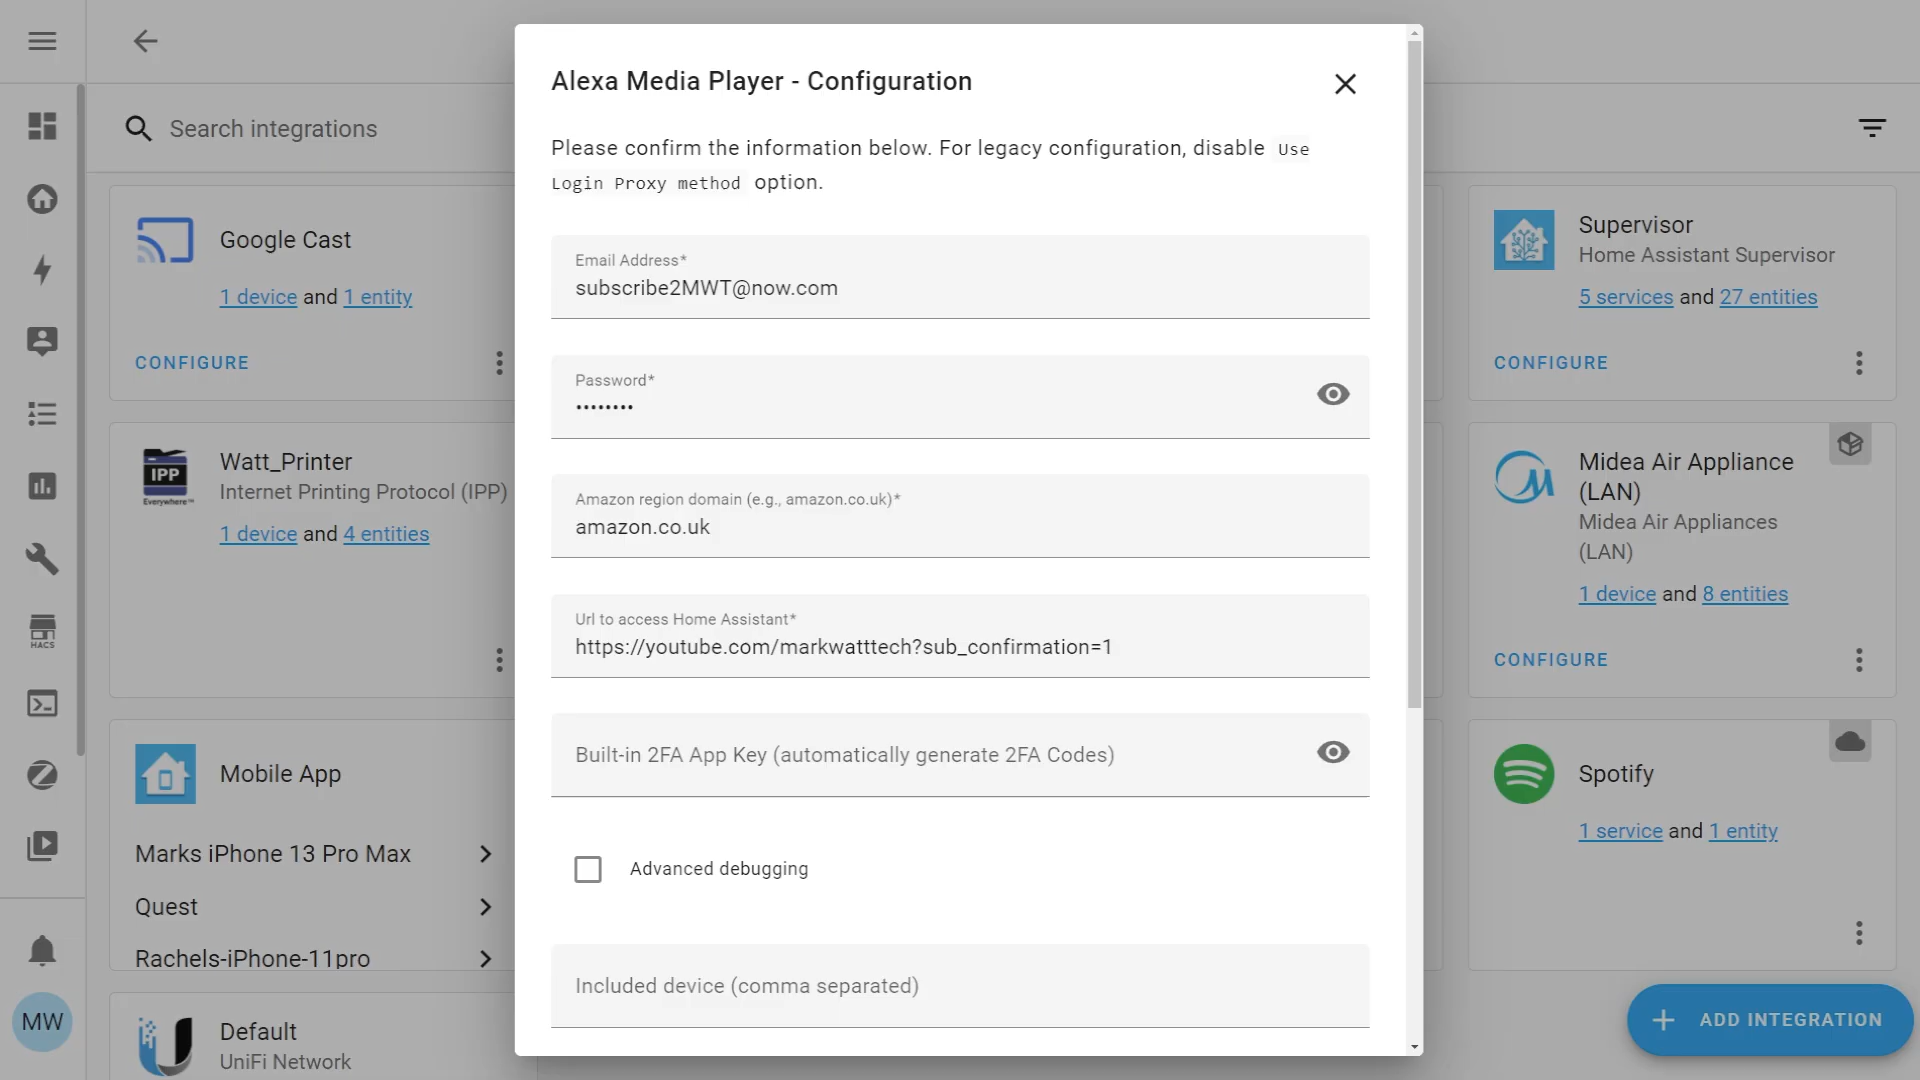 Search integrations
Google Cast
1 device and 1 entity
CONFIGURE
IPP
Everywhere™
Watt_Printer
Internet Printing Protocol (IPP)
1 device and 4 entities
HACS
Mobile App
Marks iPhone 13 Pro Max
Quest
Rachels-iPhone-11pro
MW
Default
UniFi Network
Alexa Media Player - Configuration
Please confirm the information below. For legacy configuration, disable Use
Login Proxy method option.
Email Address*
subscribe2MWT@now.com
Password*
••••••••
Amazon region domain (e.g., amazon.co.uk)*
amazon.co.uk
Url to access Home Assistant*
https://youtube.com/markwatttech?sub_confirmation=1
Built-in 2FA App Key (automatically generate 2FA Codes)
Advanced debugging
Included device (comma separated)
Supervisor
Home Assistant Supervisor
5 services and 27 entities
CONFIGURE
Midea Air Appliance
(LAN)
Midea Air Appliances
(LAN)
1 device and 8 entities
CONFIGURE
Spotify
1 service and 1 entity
ADD INTEGRATION